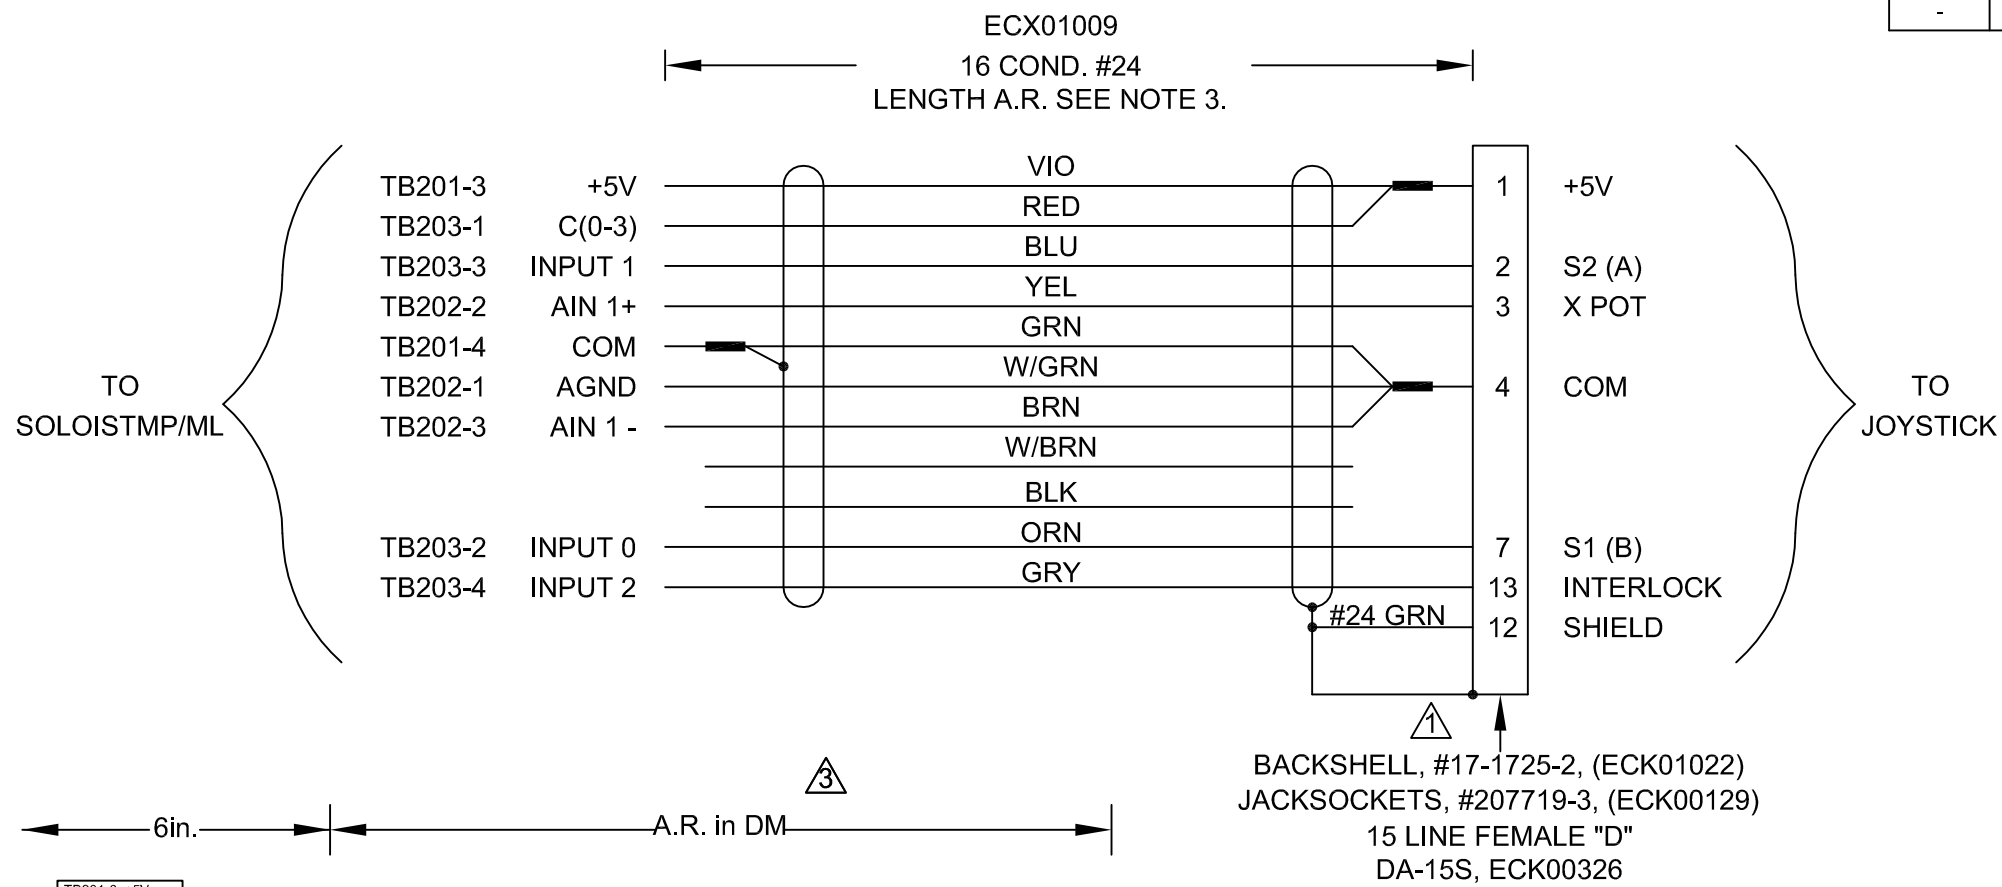 -
ECX01009
16 COND. #24
LENGTH A.R. SEE NOTE 3.
TB201-3 +5V VIO 1 +5V
TB203-1 C(0-3) RED
TB203-3 INPUT 1 BLU 2 S2 (A)
TB202-2 AIN 1+ YEL 3 X POT
TB201-4 COM GRN
TB202-1 AGND W/GRN 4 COM
TB202-3 AIN 1 - BRN
W/BRN
BLK
TB203-2 INPUT 0 ORN 7 S1 (B)
TB203-4 INPUT 2 GRY 13 INTERLOCK
#24 GRN 12 SHIELD
TO
SOLOISTMP/ML
TO
JOYSTICK
1
BACKSHELL, #17-1725-2, (ECK01022)
JACKSOCKETS, #207719-3, (ECK00129)
15 LINE FEMALE "D"
DA-15S, ECK00326
3
6in. A.R. in DM